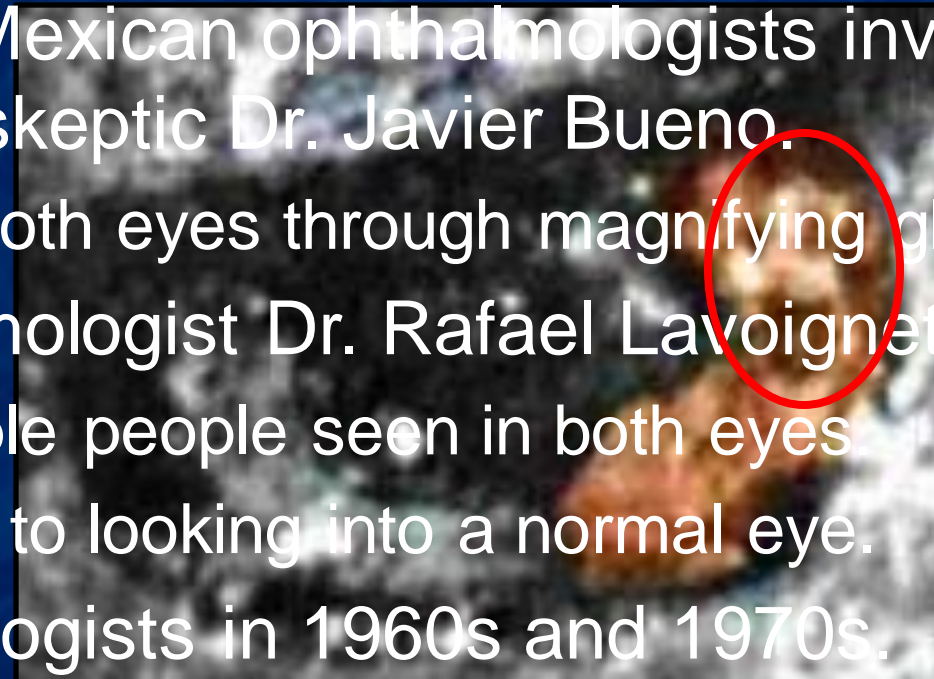 Mexican ophthalmologists inv
skeptic Dr. Javier Bueno.
oth eyes through magnifying gl
ologist Dr. Rafael Lavoignet
le people seen in both eyes.
to looking into a normal eye.
ogists in 1960s and 1970s.